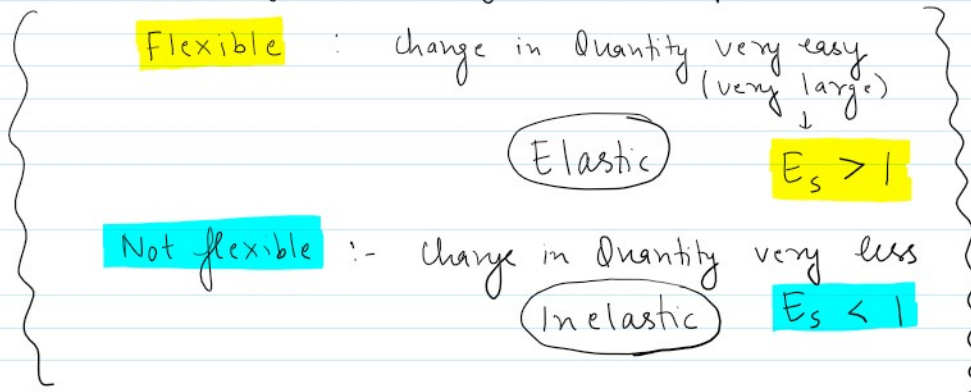 Flexible : Change in Quantity very easy
(very large)
↓
Elastic Es > 1
Not flexible :- Change in Quantity very less
Inelastic Es < 1